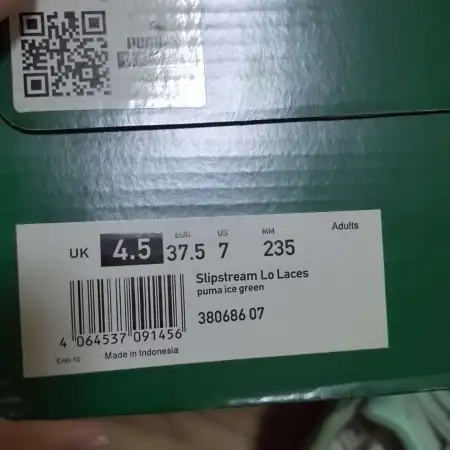 PUMA
Adults
UK 4.5 EUR 37.5 US 7 MM 235
Slipstream Lo Laces
puma ice green
380686 07
4 064537 091456
EAN-13 Made in Indonesia